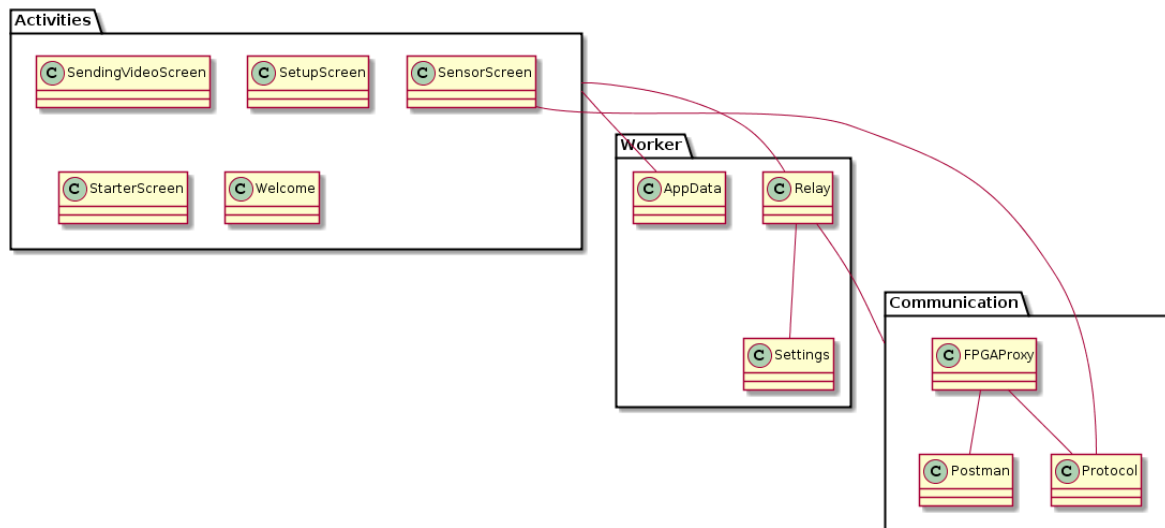 Activities
C SendingVideoScreen
C SetupScreen
C SensorScreen
Worker
C StarterScreen
C Welcome
C AppData
C Relay
Communication
C Settings
C FPGAProxy
C Postman
C Protocol